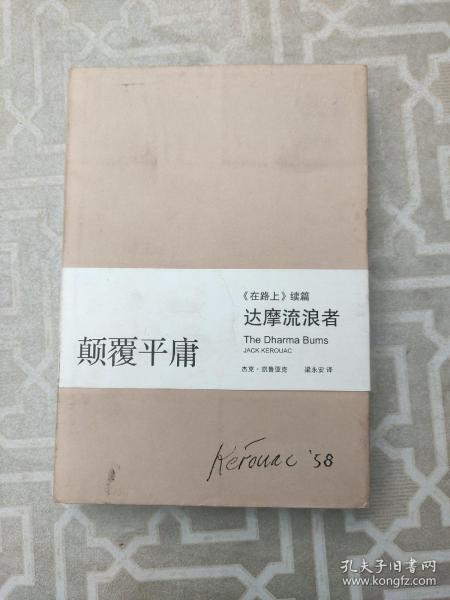 《在路上》续篇
达摩流浪者
The Dharma Bums
JACK KEROUAC
颠覆平庸
杰克·凯鲁亚克 梁永安 译
Kerouac '58
孔夫子旧书网
www.kongfz.com